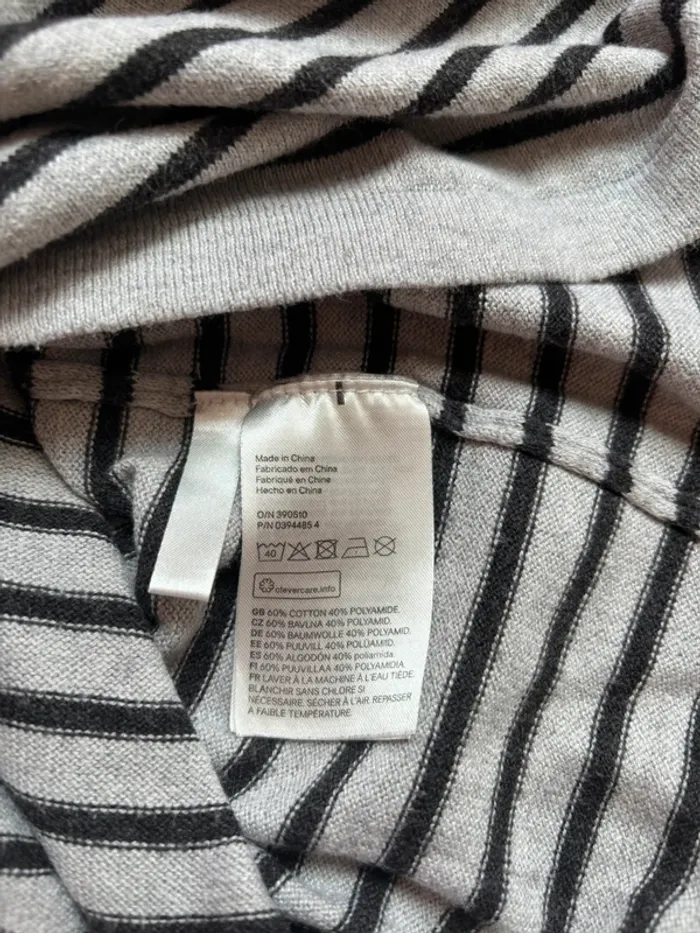 Made in China
Fabricado em China
Fabriqué en Chine
Hecho en China
O/N 390510
P/N 0394485 4
40
clevercare.info
GB 60% COTTON 40% POLYAMIDE.
CZ 60% BAVLNA 40% POLYAMID.
DE 60% BAUMWOLLE 40% POLYAMID.
EE 60% PUUVILL 40% POLÜAMIID.
ES 60% ALGODÓN 40% poliamida.
FI 60% PUUVILLAA 40% POLYAMIDIA
FR LAVER À LA MACHINE À L'EAU TIÈDE.
BLANCHIR SANS CHLORE SI
NÉCESSAIRE. SÉCHER À L'AIR. REPASSER
À FAIBLE TEMPÉRATURE.